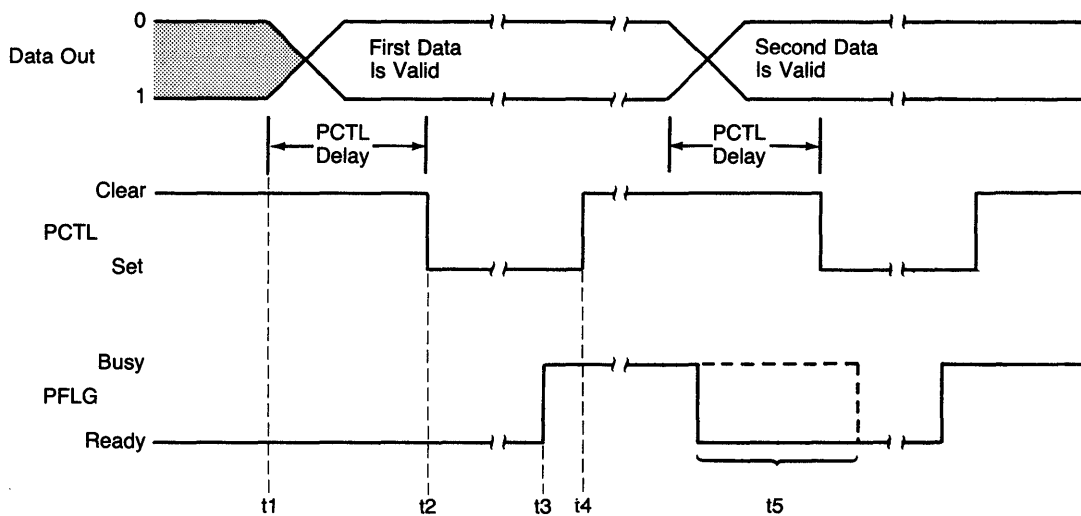 0
Data Out
1
First Data
Is Valid
Second Data
Is Valid
PCTL
Delay
PCTL
Delay
Clear
PCTL
Set
Busy
PFLG
Ready
t1
t2
t3
t4
t5